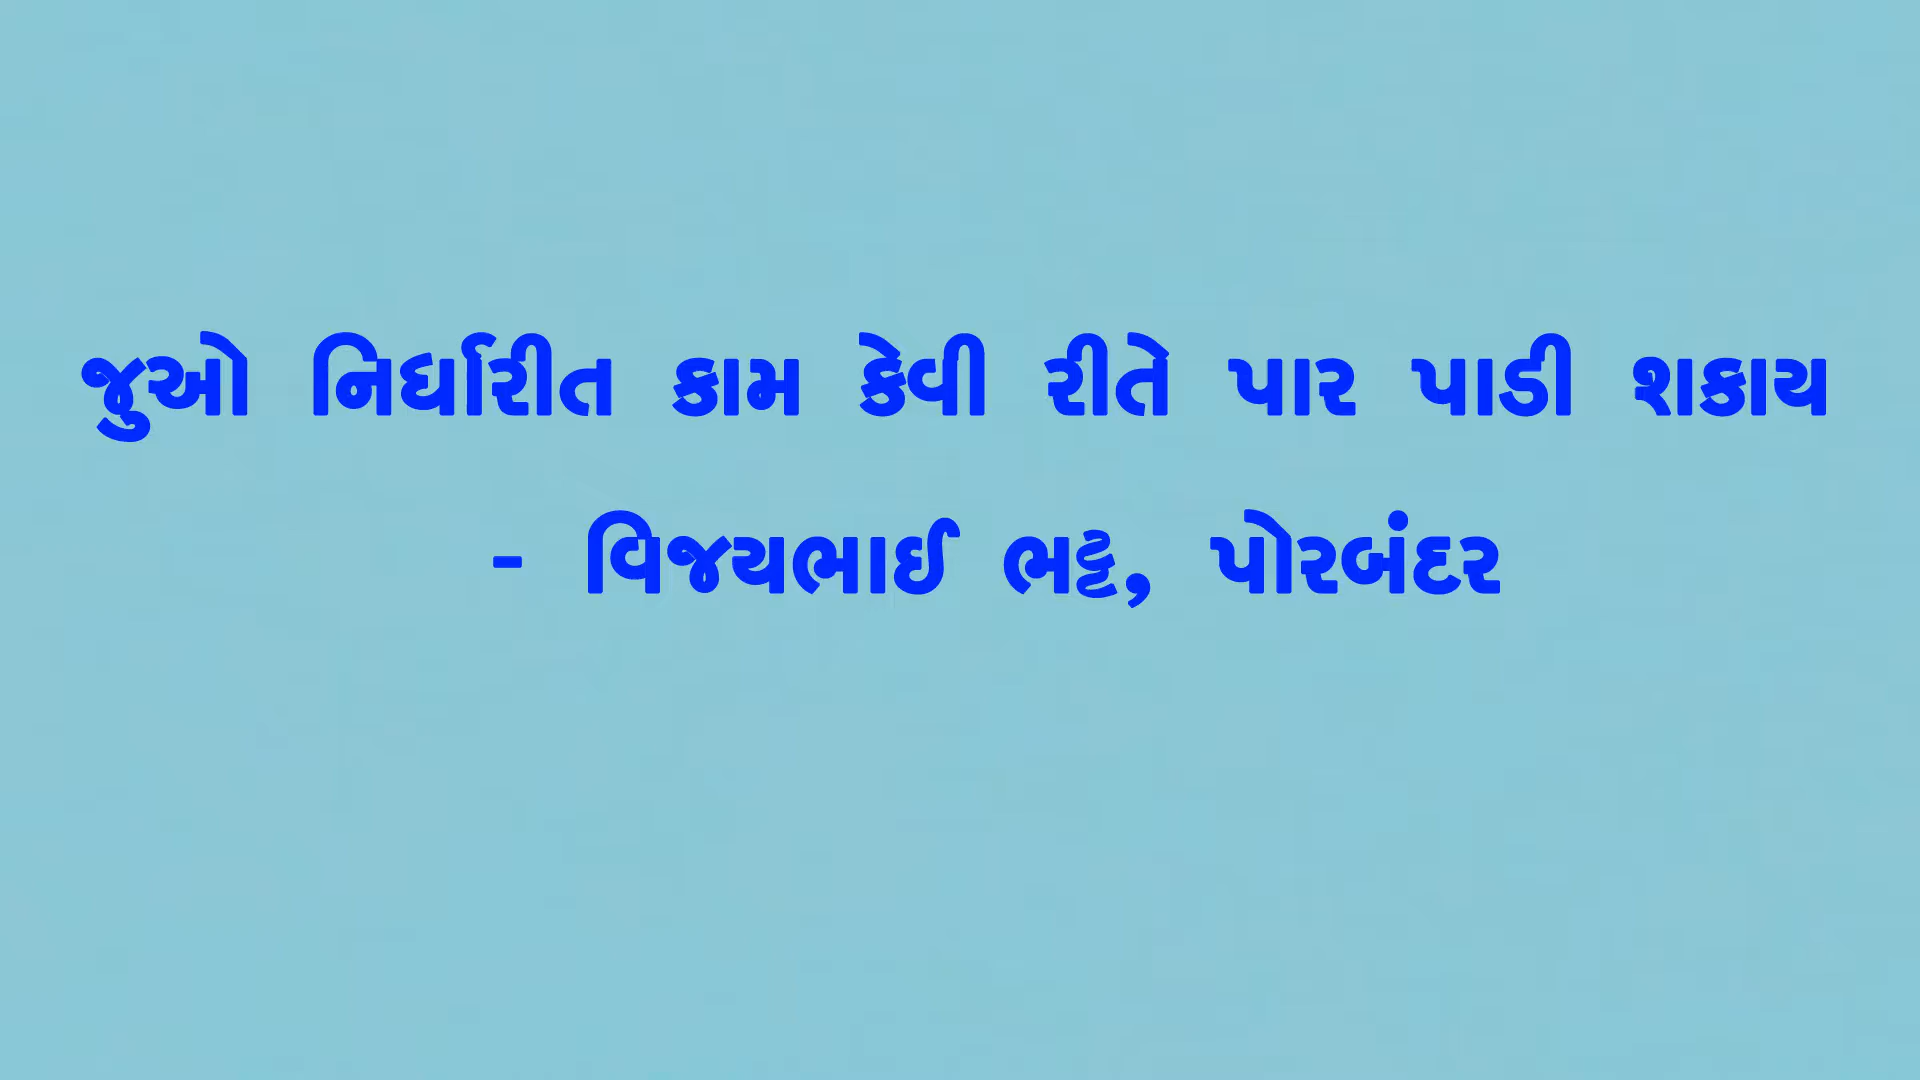 જુઓ નિર્ધારીત કામ કેવી રીતે પાર પાડી શકાય
- વિજયભાઈ ભટ્ટ, પોરબંદર